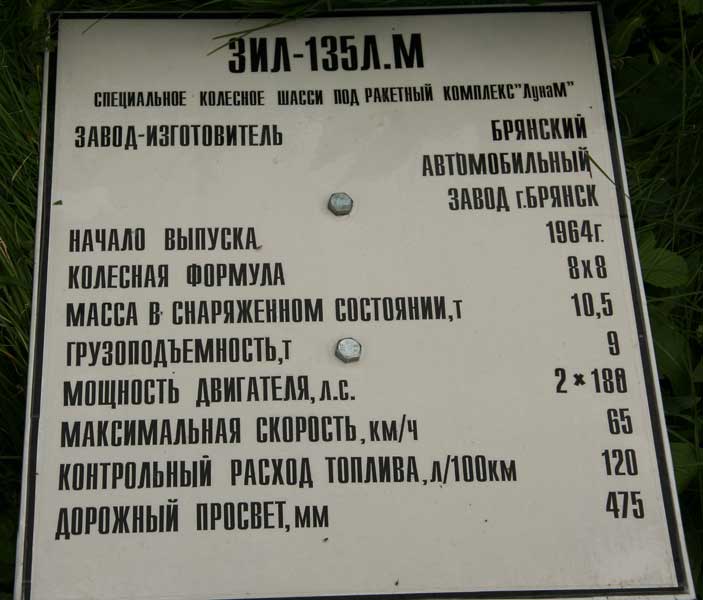 ЗИЛ-135Л.М
СПЕЦИАЛЬНОЕ КОЛЕСНОЕ ШАССИ ПОД РАКЕТНЫЙ КОМПЛЕКС"ЛунаМ"
ЗАВОД-ИЗГОТОВИТЕЛЬ БРЯНСКИЙ
АВТОМОБИЛЬНЫЙ
ЗАВОД г.БРЯНСК
НАЧАЛО ВЫПУСКА. 1964г.
КОЛЕСНАЯ ФОРМУЛА 8х8
МАССА В СНАРЯЖЕННОМ СОСТОЯНИИ,т 10,5
ГРУЗОПОДЪЕМНОСТЬ,т 9
МОЩНОСТЬ ДВИГАТЕЛЯ,л.с. 2×180
МАКСИМАЛЬНАЯ СКОРОСТЬ,км/ч 65
КОНТРОЛЬНЫЙ РАСХОД ТОПЛИВА,л/100км 120
ДОРОЖНЫЙ ПРОСВЕТ,мм 475